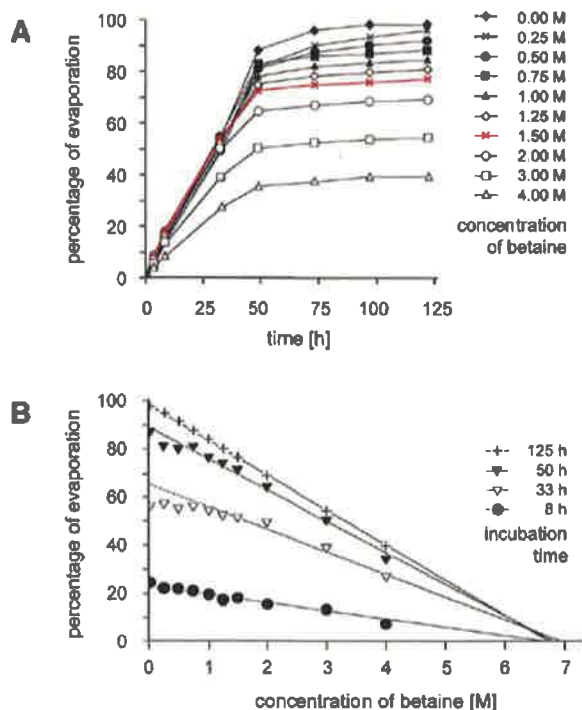 A
percentage of evaporation
100
80
60
40
20
0
0 25 50 75 100 125
time [h]
0.00 M
0.25 M
0.50 M
0.75 M
1.00 M
1.25 M
1.50 M
2.00 M
3.00 M
4.00 M
concentration
of betaine
B
percentage of evaporation
100
80
60
40
20
0
0 1 2 3 4 5 6 7
concentration of betaine [M]
125 h
50 h
33 h
8 h
incubation
time